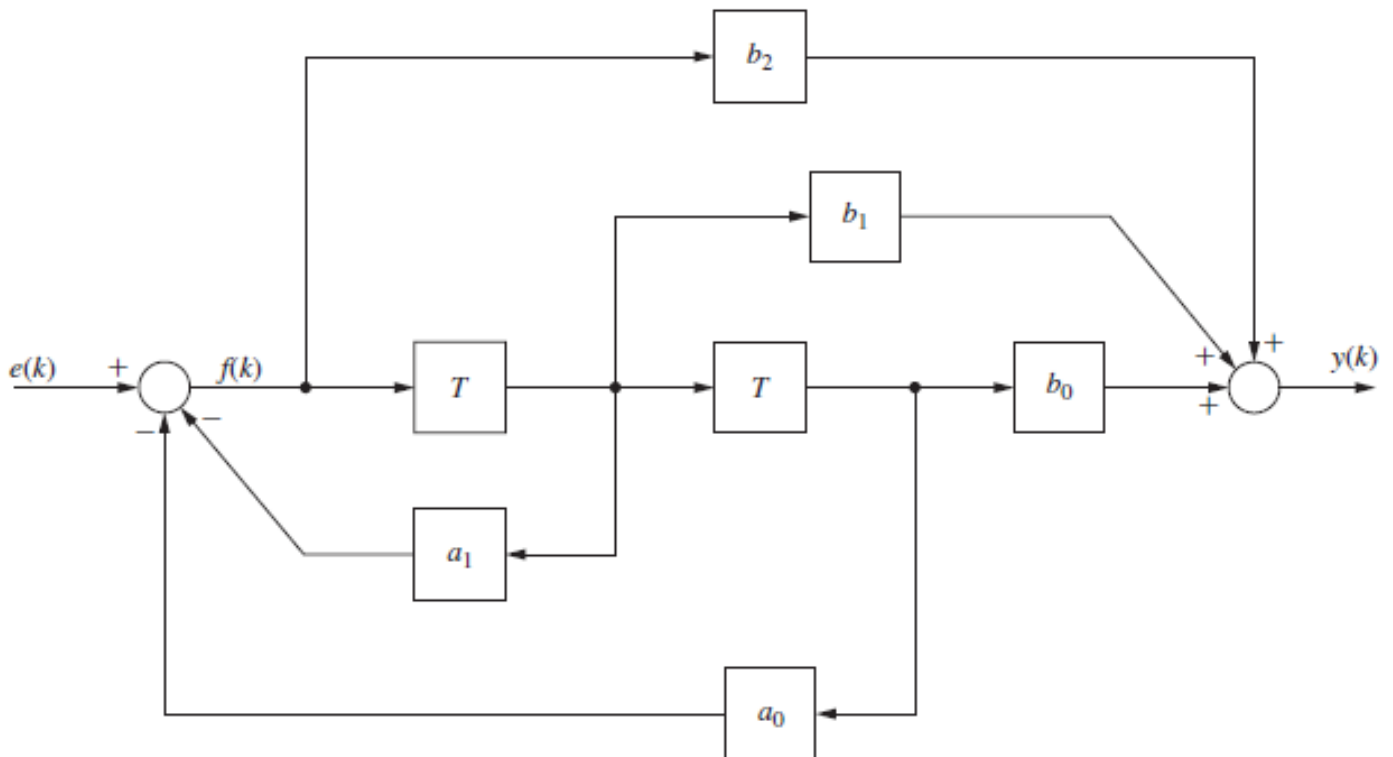 b₂
b₁
e(k) + f(k) T T b₀ + + + y(k)
− −
a₁
a₀